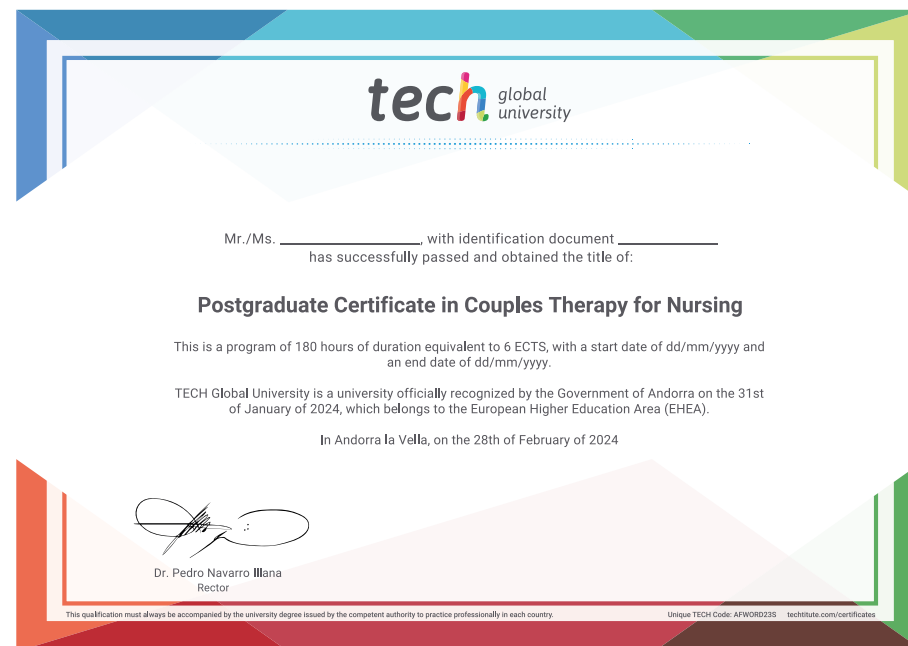 tech global
university
Mr./Ms. ____________________, with identification document ______________
has successfully passed and obtained the title of:
Postgraduate Certificate in Couples Therapy for Nursing
This is a program of 180 hours of duration equivalent to 6 ECTS, with a start date of dd/mm/yyyy and
an end date of dd/mm/yyyy.
TECH Global University is a university officially recognized by the Government of Andorra on the 31st
of January of 2024, which belongs to the European Higher Education Area (EHEA).
In Andorra la Vella, on the 28th of February of 2024
Dr. Pedro Navarro Illana
Rector
This qualification must always be accompanied by the university degree issued by the competent authority to practice professionally in each country. Unique TECH Code: AFWORD23S techtitute.com/certificates